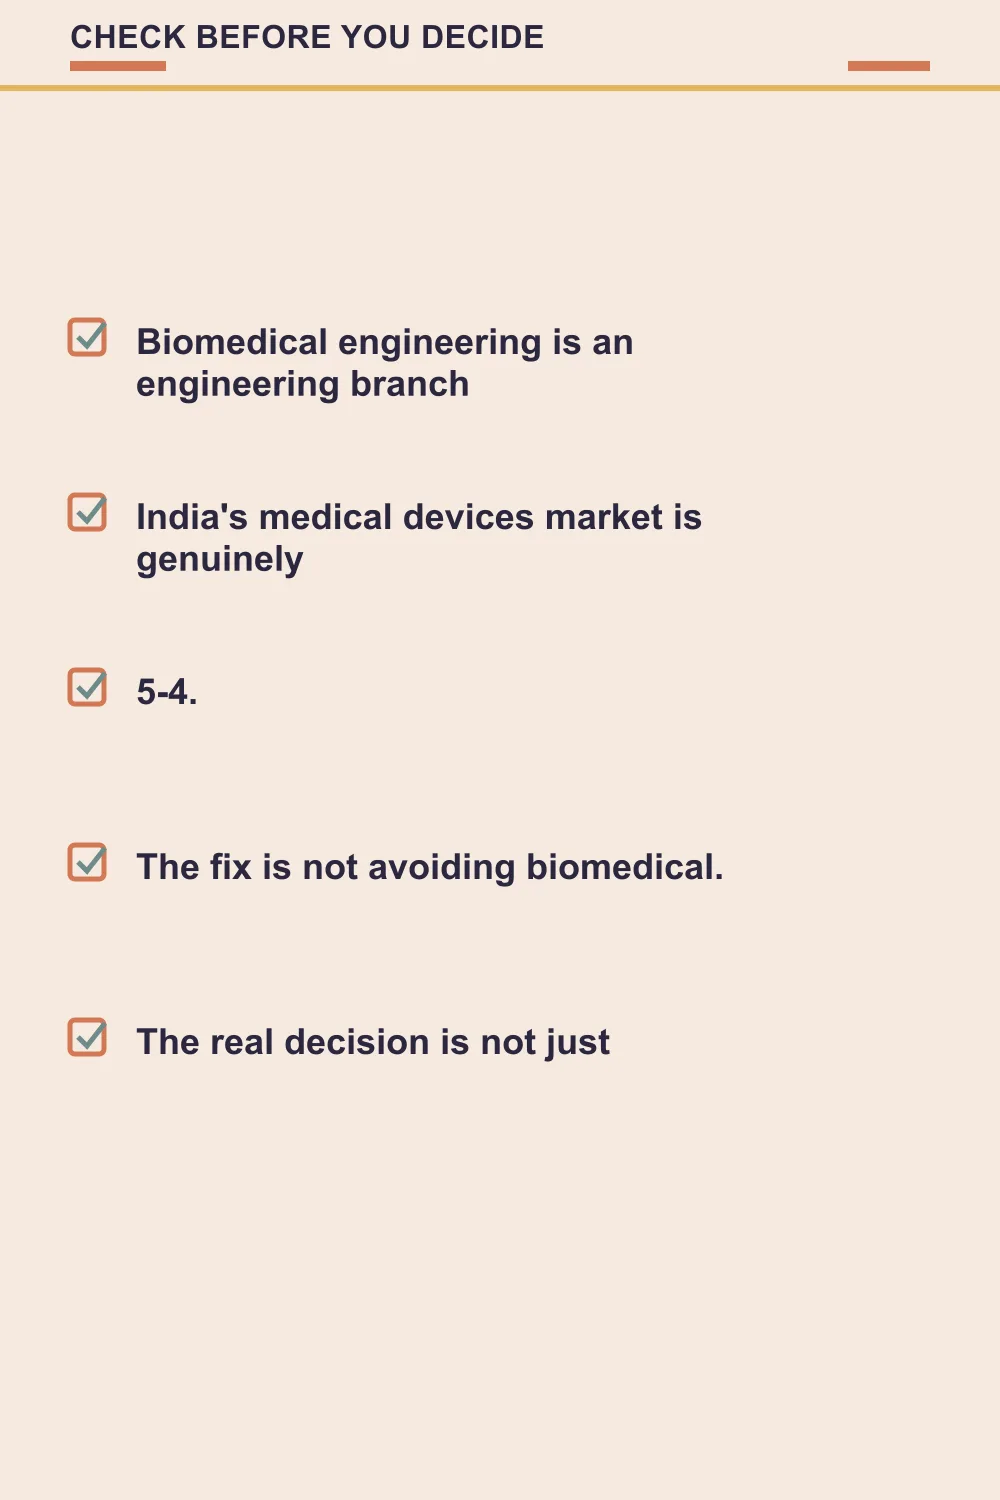 CHECK BEFORE YOU DECIDE
Biomedical engineering is an
engineering branch
India's medical devices market is
genuinely
5-4.
The fix is not avoiding biomedical.
The real decision is not just